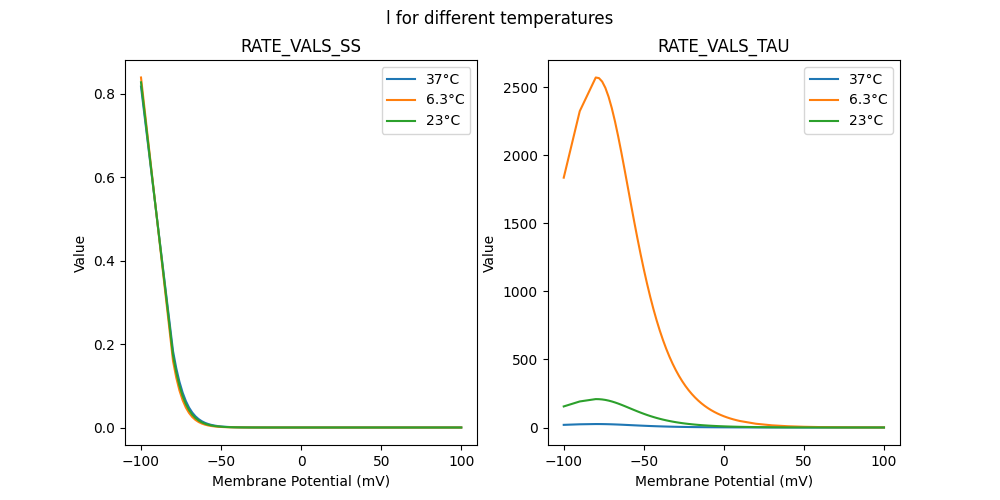 l for different temperatures
RATE_VALS_SS
Value
0.8
0.6
0.4
0.2
0.0
37°C
6.3°C
23°C
−100
−50
0
50
100
Membrane Potential (mV)
RATE_VALS_TAU
Value
2500
2000
1500
1000
500
0
37°C
6.3°C
23°C
−100
−50
0
50
100
Membrane Potential (mV)